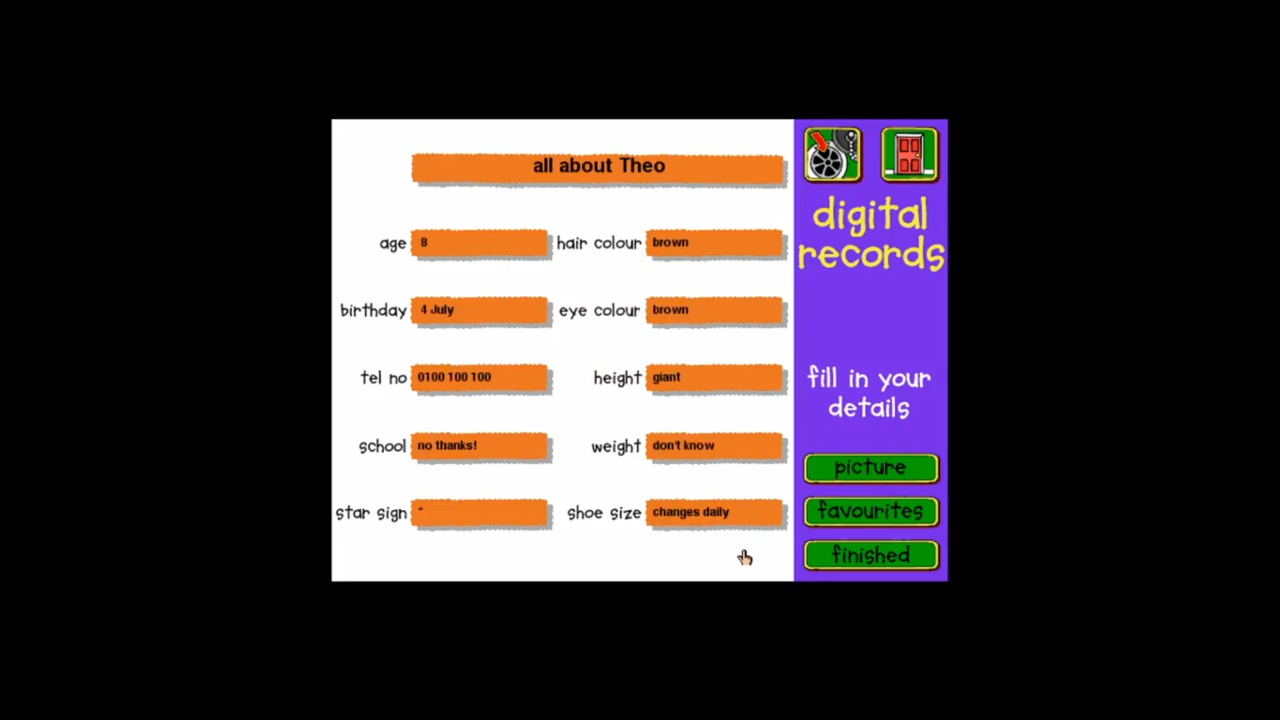 all about Theo
age 8 hair colour brown
birthday 4 July eye colour brown
tel no 0100 100 100 height giant
school no thanks! weight don't know
star sign - shoe size changes daily
digital
records
fill in your
details
picture
favourites
finished